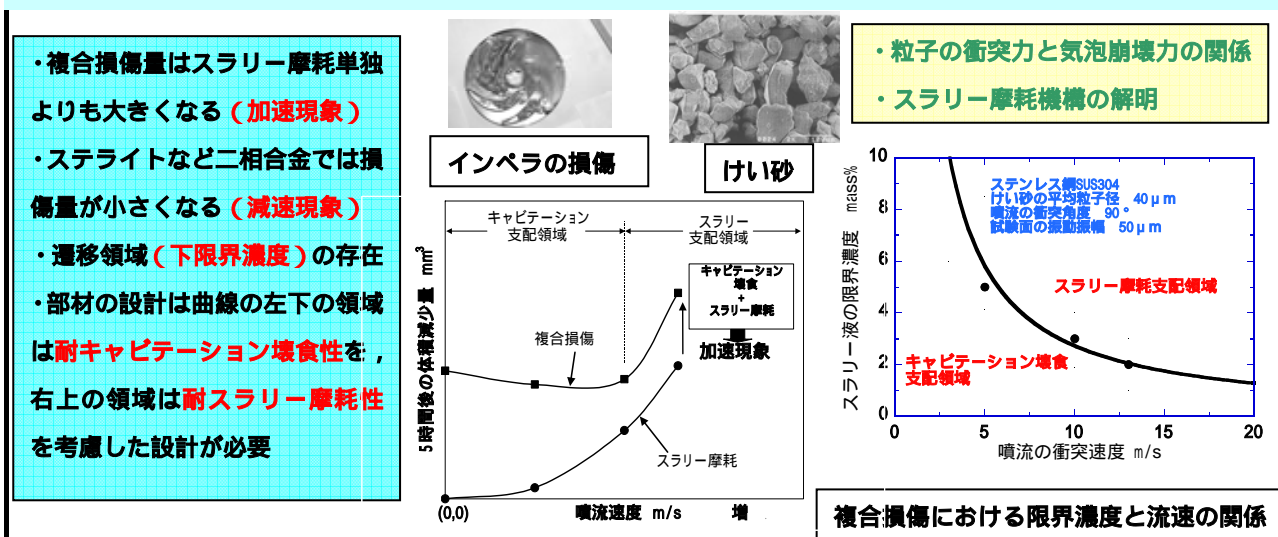 ・複合損傷量はスラリー摩耗単独
よりも大きくなる(加速現象)
・ステライトなど二相合金では損
傷量が小さくなる(減速現象)
・遷移領域(下限界濃度)の存在
・部材の設計は曲線の左下の領域
は耐キャビテーション壊食性を,
右上の領域は耐スラリー摩耗性
を考慮した設計が必要
インペラの損傷
けい砂
・粒子の衝突力と気泡崩壊力の関係
・スラリー摩耗機構の解明
キャビテーション
支配領域
スラリー
支配領域
キャビテーション
壊食
+
スラリー摩耗
加速現象
複合損傷
スラリー摩耗
5時間後の体積減少量 mm³
(0,0)
噴流速度 m/s
増
スラリー液の限界濃度 mass%
10
8
6
4
2
0
ステンレス鋼SUS304
けい砂の平均粒子径 40μm
噴流の衝突角度 90°
試験面の振動振幅 50μm
スラリー摩耗支配領域
キャビテーション壊食
支配領域
0 5 10 15 20
噴流の衝突速度 m/s
複合損傷における限界濃度と流速の関係